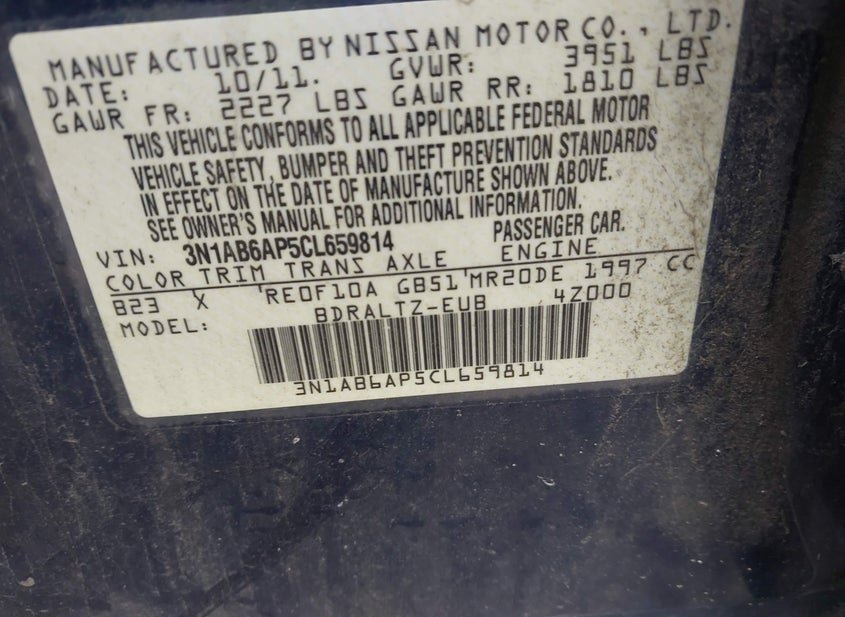 MANUFACTURED BY NISSAN MOTOR CO., LTD.
DATE: 10/11. GVWR: 3951 LBS
GAWR FR: 2227 LBS GAWR RR: 1810 LBS
THIS VEHICLE CONFORMS TO ALL APPLICABLE FEDERAL MOTOR
VEHICLE SAFETY, BUMPER AND THEFT PREVENTION STANDARDS
IN EFFECT ON THE DATE OF MANUFACTURE SHOWN ABOVE.
SEE OWNER'S MANUAL FOR ADDITIONAL INFORMATION.
VIN: 3N1AB6AP5CL659814 PASSENGER CAR.
COLOR TRIM TRANS AXLE ENGINE
B23 X 'RE0F10A GB51'MR20DE 1997 CC
MODEL: BDRALTZ-EUB 4Z000
3N1AB6AP5CL659814